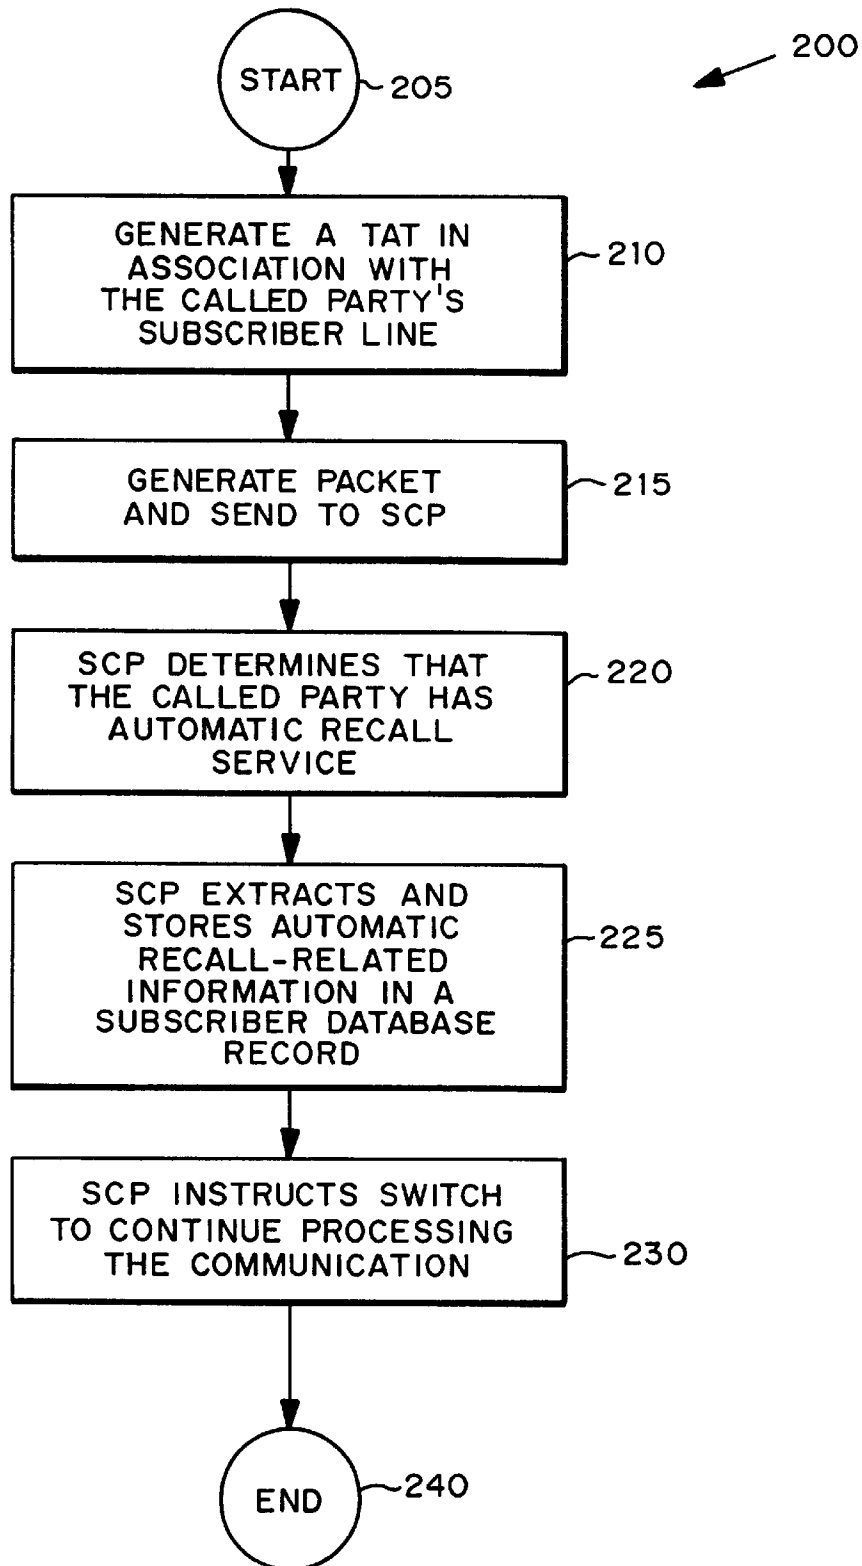 200
START
205
GENERATE A TAT IN
ASSOCIATION WITH
THE CALLED PARTY'S
SUBSCRIBER LINE
210
GENERATE PACKET
AND SEND TO SCP
215
SCP DETERMINES THAT
THE CALLED PARTY HAS
AUTOMATIC RECALL
SERVICE
220
SCP EXTRACTS AND
STORES AUTOMATIC
RECALL-RELATED
INFORMATION IN A
SUBSCRIBER DATABASE
RECORD
225
SCP INSTRUCTS SWITCH
TO CONTINUE PROCESSING
THE COMMUNICATION
230
END
240